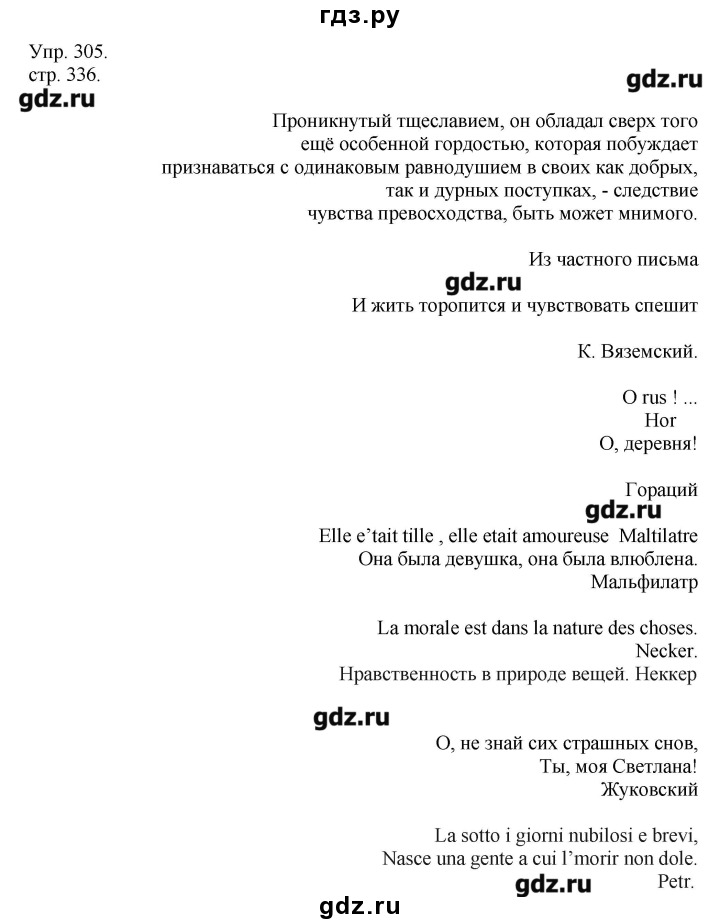 гдз.ру
Упр. 305.
стр. 336.
gdz.ru
gdz.ru
Проникнутый тщеславием, он обладал сверх того
ещё особенной гордостью, которая побуждает
признаваться с одинаковым равнодушием в своих как добрых,
так и дурных поступках, - следствие
чувства превосходства, быть может мнимого.
Из частного письма
gdz.ru
И жить торопится и чувствовать спешит
К. Вяземский.
O rus ! ...
Hor
О, деревня!
Гораций
gdz.ru
Elle e’tait tille , elle etait amoureuse Maltilatre
Она была девушка, она была влюблена.
Мальфилатр
La morale est dans la nature des choses.
Necker.
Нравственность в природе вещей. Неккер
gdz.ru
О, не знай сих страшных снов,
Ты, моя Светлана!
Жуковский
La sotto i giorni nubilosi e brevi,
Nasce una gente a cui l’morir non dole.
gdz.ru Petr.
gdz.ru